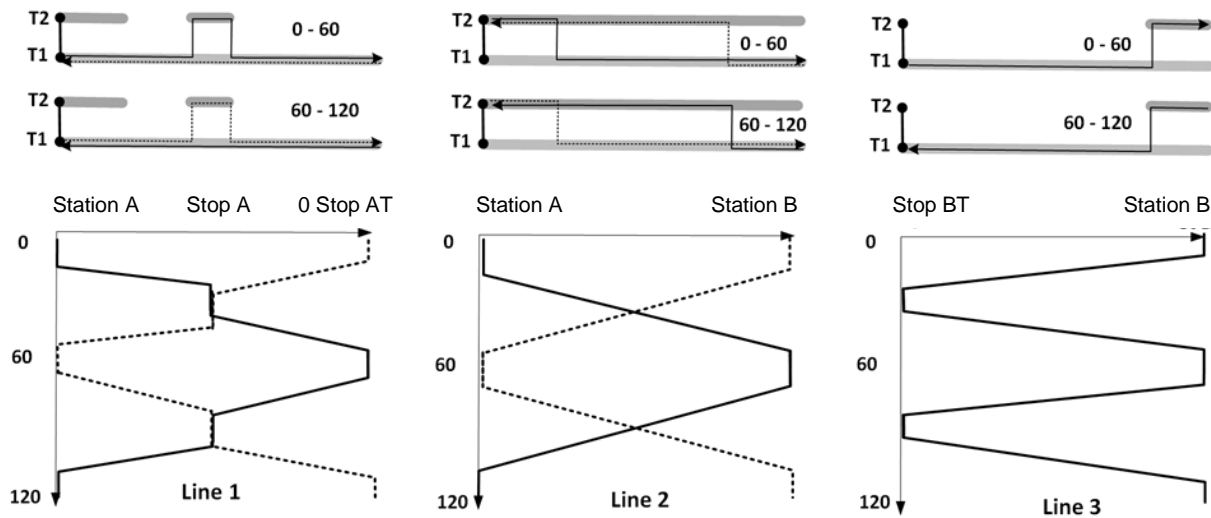 T2
0 - 60
T1
T2
60 - 120
T1
T2
0 - 60
T1
T2
60 - 120
T1
T2
0 - 60
T1
T2
60 - 120
T1
Station A Stop A 0 Stop AT
0
60
120
Line 1
Station A Station B
0
60
120
Line 2
Stop BT Station B
0
60
120
Line 3